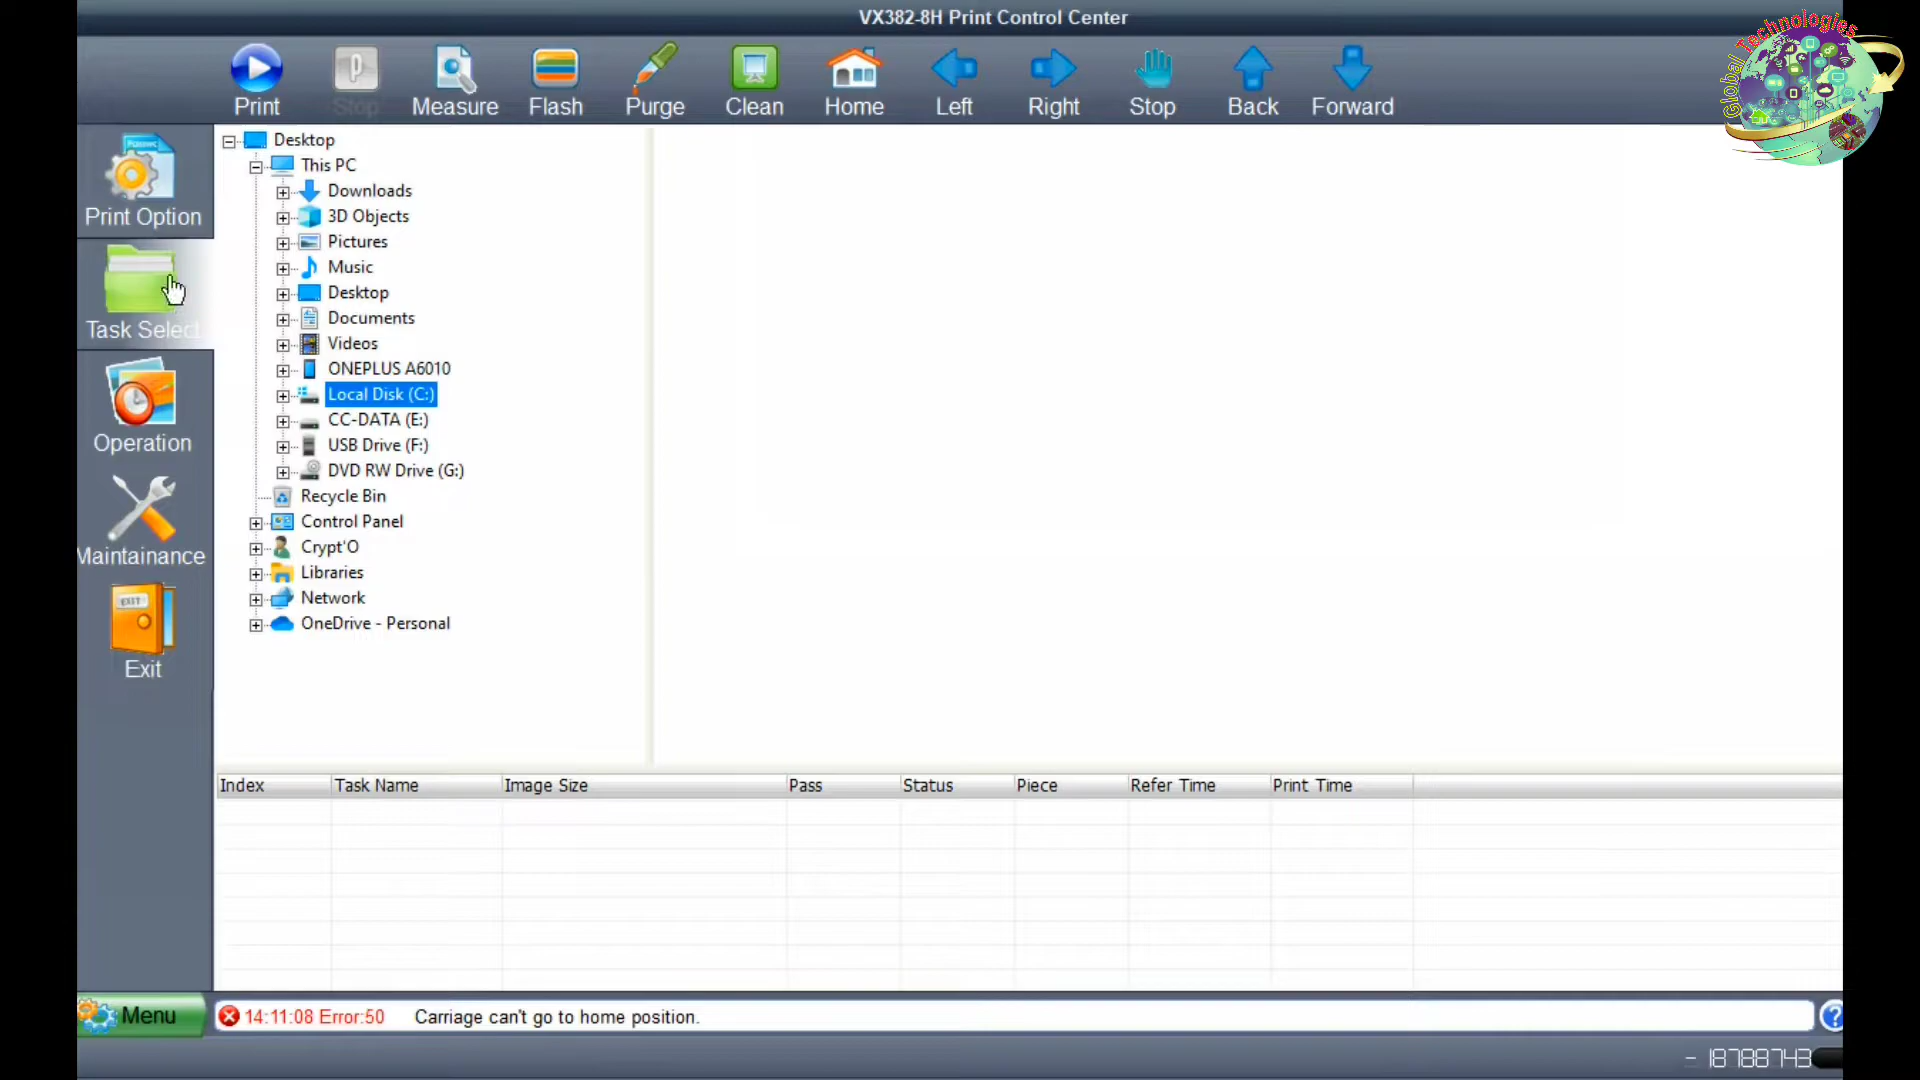 VX382-8H Print Control Center
Global Technologies
Print
Stop
Measure
Flash
Purge
Clean
Home
Left
Right
Stop
Back
Forward
Print Option
Task Select
Operation
Maintainance
Exit
Desktop
This PC
Downloads
3D Objects
Pictures
Music
Desktop
Documents
Videos
ONEPLUS A6010
Local Disk (C:)
CC-DATA (E:)
USB Drive (F:)
DVD RW Drive (G:)
Recycle Bin
Control Panel
Crypt'O
Libraries
Network
OneDrive - Personal
Index Task Name Image Size Pass Status Piece Refer Time Print Time
Menu
14:11:08 Error:50 Carriage can't go to home position.
- 18788743